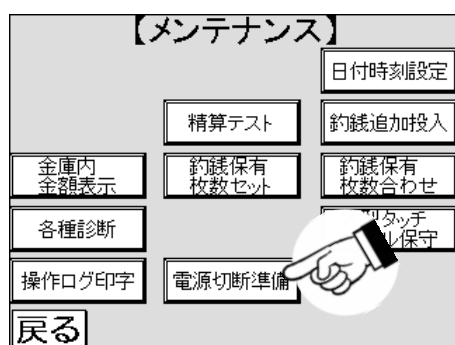 【メンテナンス】
日付時刻設定
精算テスト
釣銭追加投入
金庫内
金額表示
釣銭保有
枚数セット
釣銭保有
枚数合わせ
各種診断
型タッチ
ル保守
操作ログ印字
電源切断準備
戻る